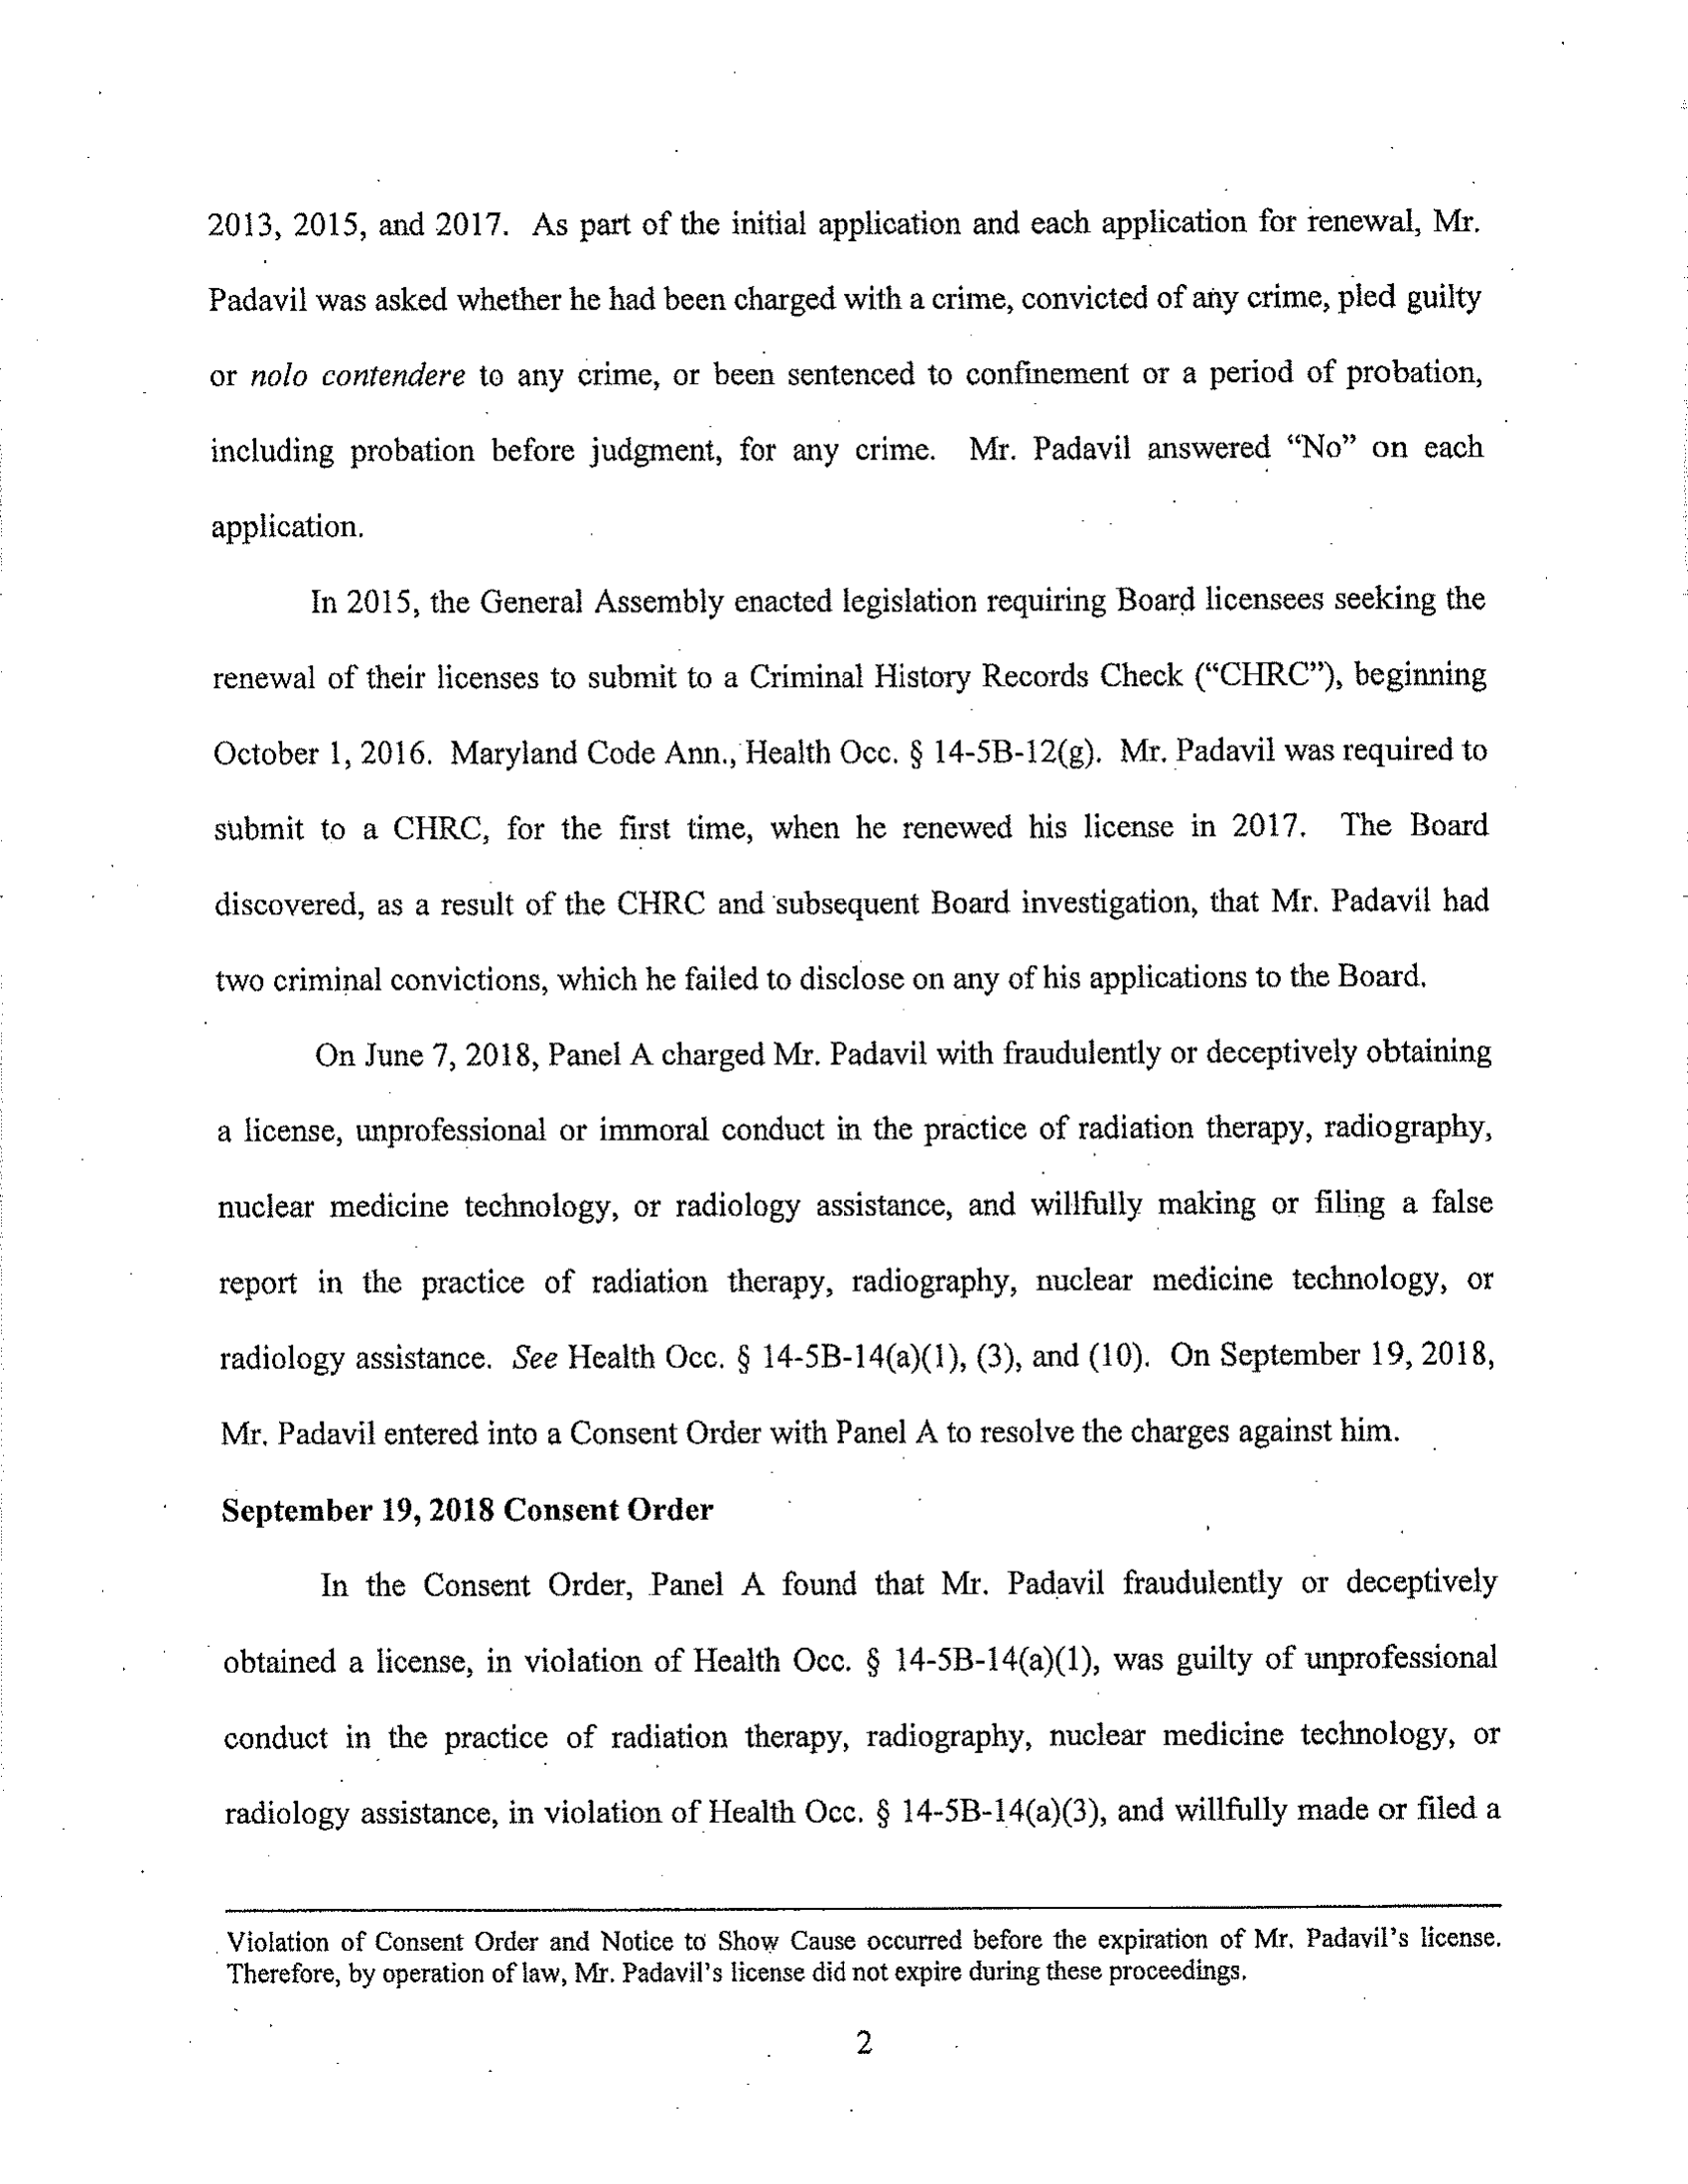 2013, 2015, and 2017. As part of the initial application and each application for renewal, Mr.
Padavil was asked whether he had been charged with a crime, convicted of any crime, pled guilty
or nolo contendere to any crime, or been sentenced to confinement or a period of probation,
including probation before judgment, for any crime. Mr. Padavil answered “No” on each
application.
In 2015, the General Assembly enacted legislation requiring Board licensees seeking the
renewal of their licenses to submit to a Criminal History Records Check (“CHRC”), beginning
October 1, 2016. Maryland Code Ann., Health Occ. § 14-5B-12(g). Mr. Padavil was required to
submit to a CHRC, for the first time, when he renewed his license in 2017. The Board
discovered, as a result of the CHRC and subsequent Board investigation, that Mr. Padavil had
two criminal convictions, which he failed to disclose on any of his applications to the Board.
On June 7, 2018, Panel A charged Mr. Padavil with fraudulently or deceptively obtaining
a license, unprofessional or immoral conduct in the practice of radiation therapy, radiography,
nuclear medicine technology, or radiology assistance, and willfully making or filing a false
report in the practice of radiation therapy, radiography, nuclear medicine technology, or
radiology assistance. See Health Occ. § 14-5B-14(a)(1), (3), and (10). On September 19, 2018,
Mr. Padavil entered into a Consent Order with Panel A to resolve the charges against him.
September 19, 2018 Consent Order
In the Consent Order, Panel A found that Mr. Padavil fraudulently or deceptively
obtained a license, in violation of Health Occ. § 14-5B-14(a)(1), was guilty of unprofessional
conduct in the practice of radiation therapy, radiography, nuclear medicine technology, or
radiology assistance, in violation of Health Occ. § 14-5B-14(a)(3), and willfully made or filed a
Violation of Consent Order and Notice to Show Cause occurred before the expiration of Mr. Padavil’s license.
Therefore, by operation of law, Mr. Padavil’s license did not expire during these proceedings.
2